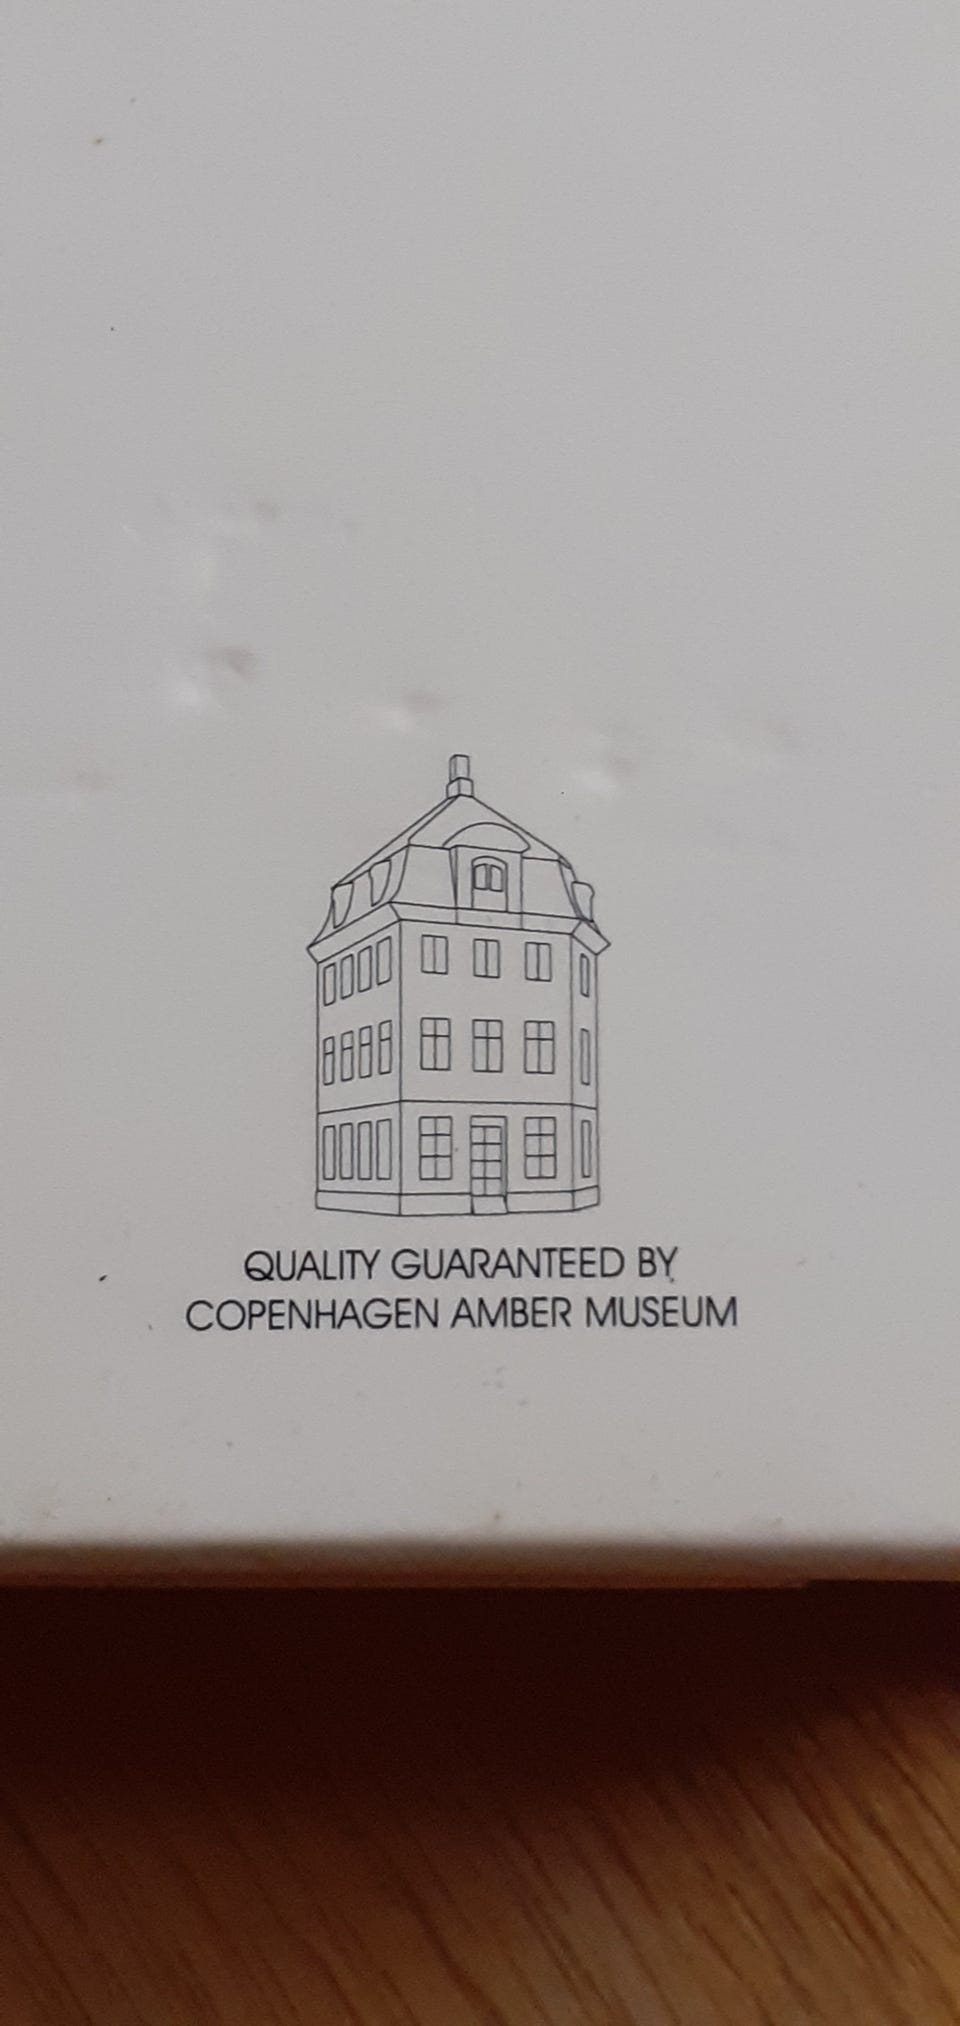 QUALITY GUARANTEED BY
COPENHAGEN AMBER MUSEUM